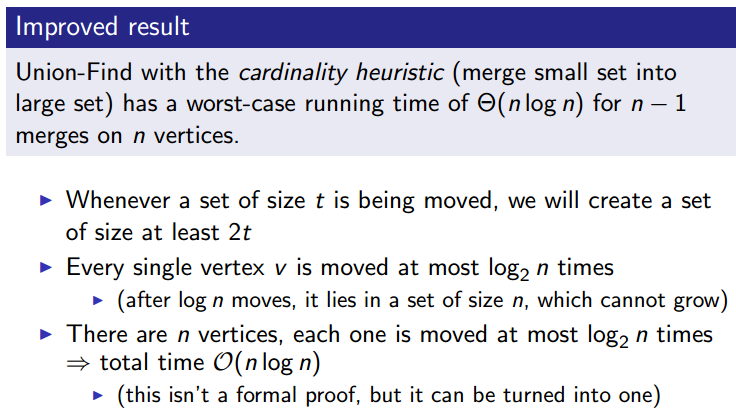 Improved result
Union-Find with the cardinality heuristic (merge small set into
large set) has a worst-case running time of Θ(n log n) for n − 1
merges on n vertices.
▶ Whenever a set of size t is being moved, we will create a set
of size at least 2t
▶ Every single vertex v is moved at most log₂ n times
▶ (after log n moves, it lies in a set of size n, which cannot grow)
▶ There are n vertices, each one is moved at most log₂ n times
⇒ total time 𝒪(n log n)
▶ (this isn't a formal proof, but it can be turned into one)